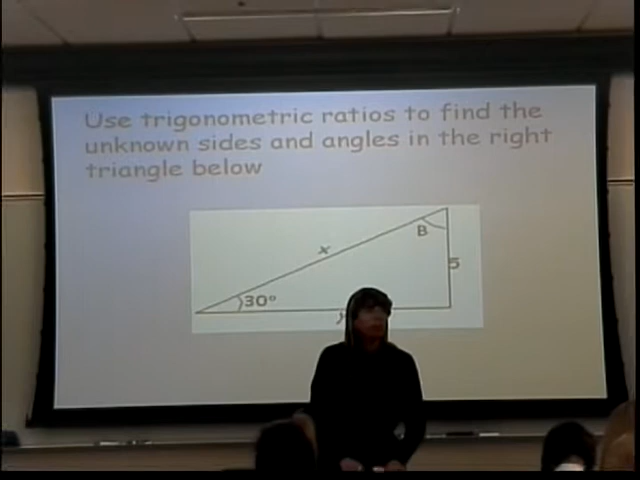 Use trigonometric ratios to find the
unknown sides and angles in the right
triangle below
B
x
5
30°